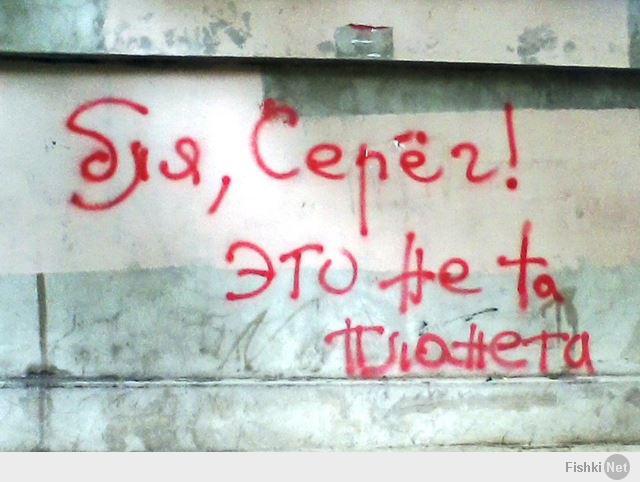 бля, Серёг!
это не та
планета
Fishki Net